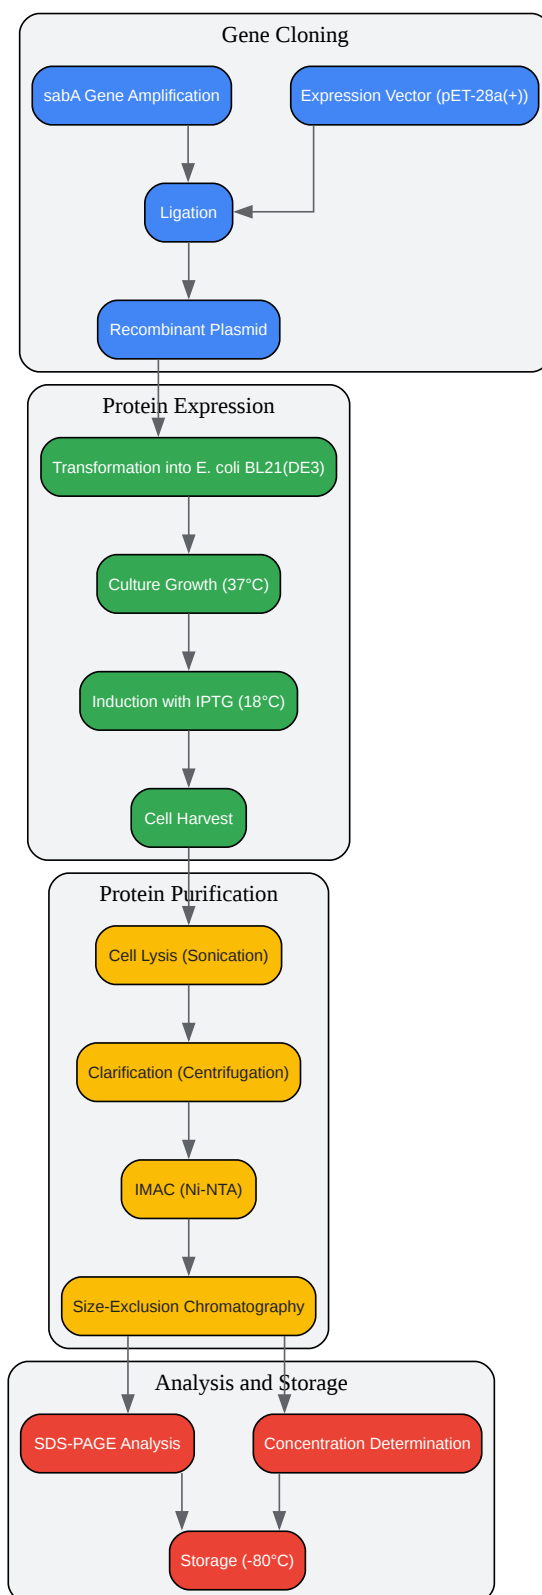 Gene Cloning
sabA Gene Amplification
Expression Vector (pET-28a(+))
Ligation
Recombinant Plasmid
Protein Expression
Transformation into E. coli BL21(DE3)
Culture Growth (37°C)
Induction with IPTG (18°C)
Cell Harvest
Protein Purification
Cell Lysis (Sonication)
Clarification (Centrifugation)
IMAC (Ni-NTA)
Size-Exclusion Chromatography
Analysis and Storage
SDS-PAGE Analysis
Concentration Determination
Storage (-80°C)